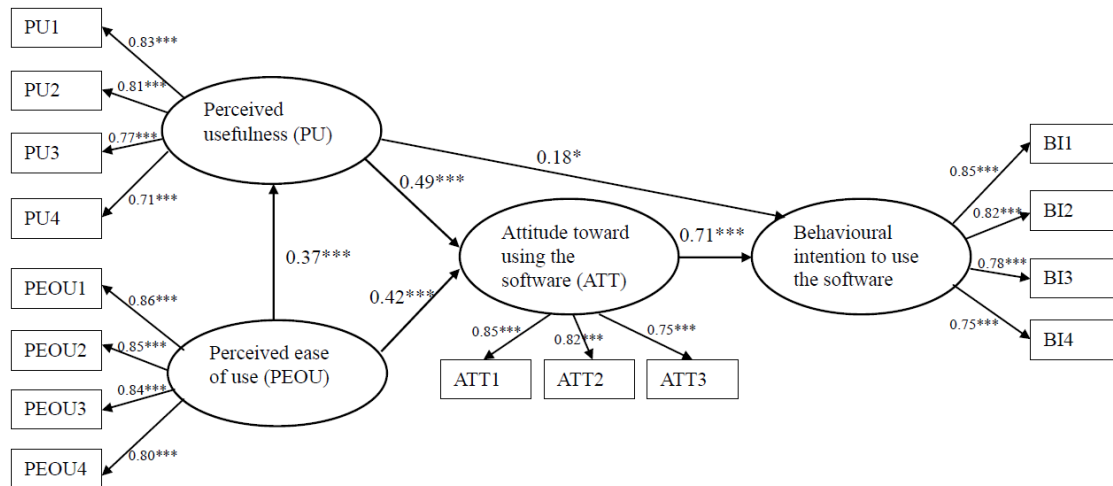 PU1
0.83***
PU2
0.81***
PU3
0.77***
PU4
0.71***
Perceived
usefulness (PU)
0.18*
0.49***
0.37***
0.42***
PEOU1
0.86***
PEOU2
0.85***
PEOU3
0.84***
PEOU4
0.80***
Perceived ease
of use (PEOU)
Attitude toward
using the
software (ATT)
0.71***
0.85***
0.82***
0.75***
ATT1
ATT2
ATT3
Behavioural
intention to use
the software
0.85***
BI1
0.82***
BI2
0.78***
BI3
0.75***
BI4